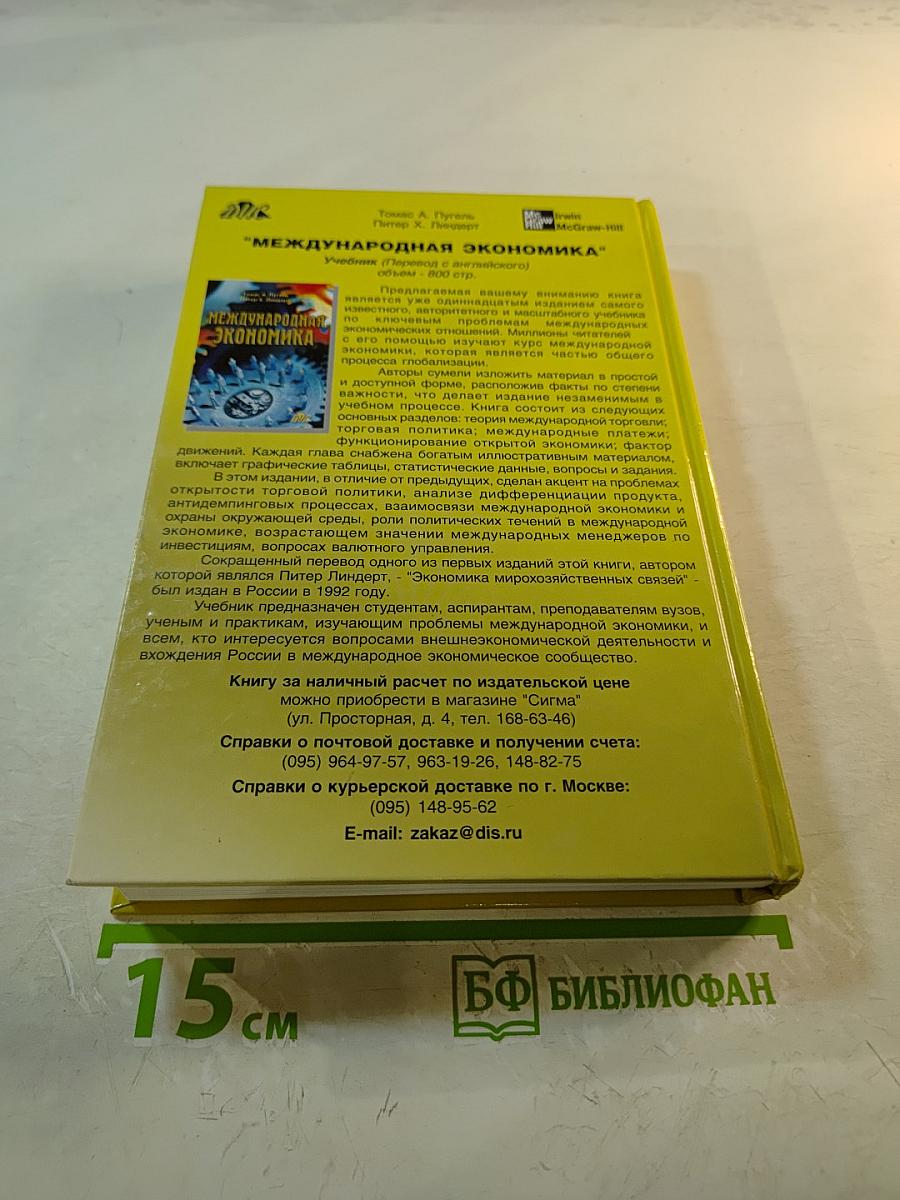 ДИС
Томас А. Пугель
Питер Х. Линдерт
Mc Graw Hill
Irwin
McGraw-Hill
"МЕЖДУНАРОДНАЯ ЭКОНОМИКА"
Учебник (Перевод с английского)
объем - 800 стр.
Томас А. Пугель
Питер Х. Линдерт
МЕЖДУНАРОДНАЯ
ЭКОНОМИКА
Предлагаемая вашему вниманию книга
является уже одиннадцатым изданием самого
известного, авторитетного и масштабного учебника
по ключевым проблемам международных
экономических отношений. Миллионы читателей
с его помощью изучают курс международной
экономики, которая является частью общего
процесса глобализации.
Авторы сумели изложить материал в простой
и доступной форме, расположив факты по степени
важности, что делает издание незаменимым в
учебном процессе. Книга состоит из следующих
основных разделов: теория международной торговли;
торговая политика; международные платежи;
функционирование открытой экономики; фактор
движений. Каждая глава снабжена богатым иллюстративным материалом,
включает графические таблицы, статистические данные, вопросы и задания.
В этом издании, в отличие от предыдущих, сделан акцент на проблемах
открытости торговой политики, анализе дифференциации продукта,
антидемпинговых процессах, взаимосвязи международной экономики и
охраны окружающей среды, роли политических течений в международной
экономике, возрастающем значении международных менеджеров по
инвестициям, вопросах валютного управления.
Сокращенный перевод одного из первых изданий этой книги, автором
которой являлся Питер Линдерт, - "Экономика мирохозяйственных связей" -
был издан в России в 1992 году.
Учебник предназначен студентам, аспирантам, преподавателям вузов,
ученым и практикам, изучающим проблемы международной экономики, и
всем, кто интересуется вопросами внешнеэкономической деятельности и
вхождения России в международное экономическое сообщество.
Книгу за наличный расчет по издательской цене
можно приобрести в магазине "Сигма"
(ул. Просторная, д. 4, тел. 168-63-46)
Справки о почтовой доставке и получении счета:
(095) 964-97-57, 963-19-26, 148-82-75
Справки о курьерской доставке по г. Москве:
(095) 148-95-62
E-mail: zakaz@dis.ru
15 см
БФ БИБЛИОФАН